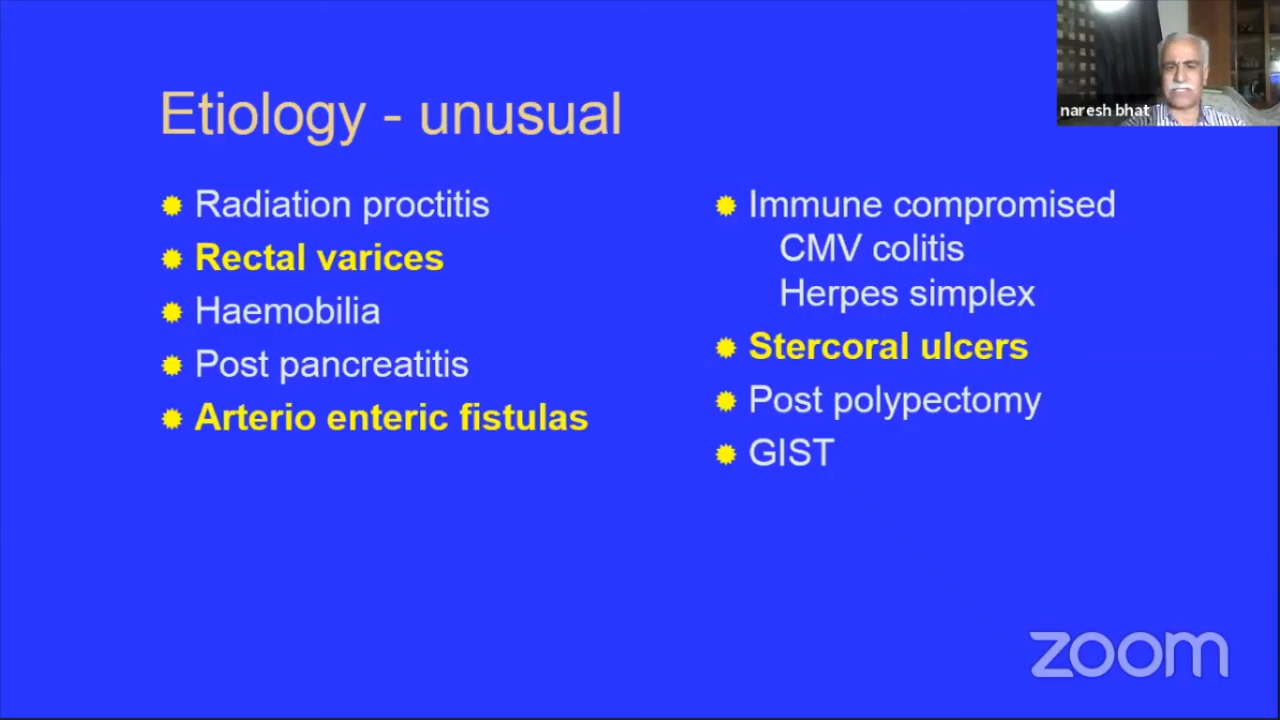 Etiology - unusual
naresh bhat
Radiation proctitis
Rectal varices
Haemobilia
Post pancreatitis
Arterio enteric fistulas
Immune compromised
CMV colitis
Herpes simplex
Stercoral ulcers
Post polypectomy
GIST
zoom